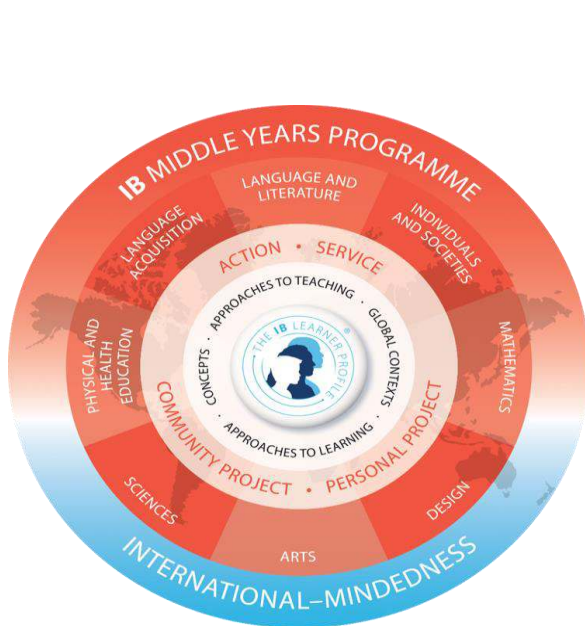 IB MIDDLE YEARS PROGRAMME
LANGUAGE AND
LITERATURE
INDIVIDUALS
AND SOCIETIES
MATHEMATICS
DESIGN
ARTS
SCIENCES
PHYSICAL AND
HEALTH
EDUCATION
LANGUAGE
ACQUISITION
ACTION • SERVICE
PERSONAL PROJECT
•
COMMUNITY PROJECT
APPROACHES TO TEACHING ·
GLOBAL CONTEXTS ·
APPROACHES TO LEARNING ·
CONCEPTS ·
THE IB LEARNER PROFILE ®
INTERNATIONAL–MINDEDNESS